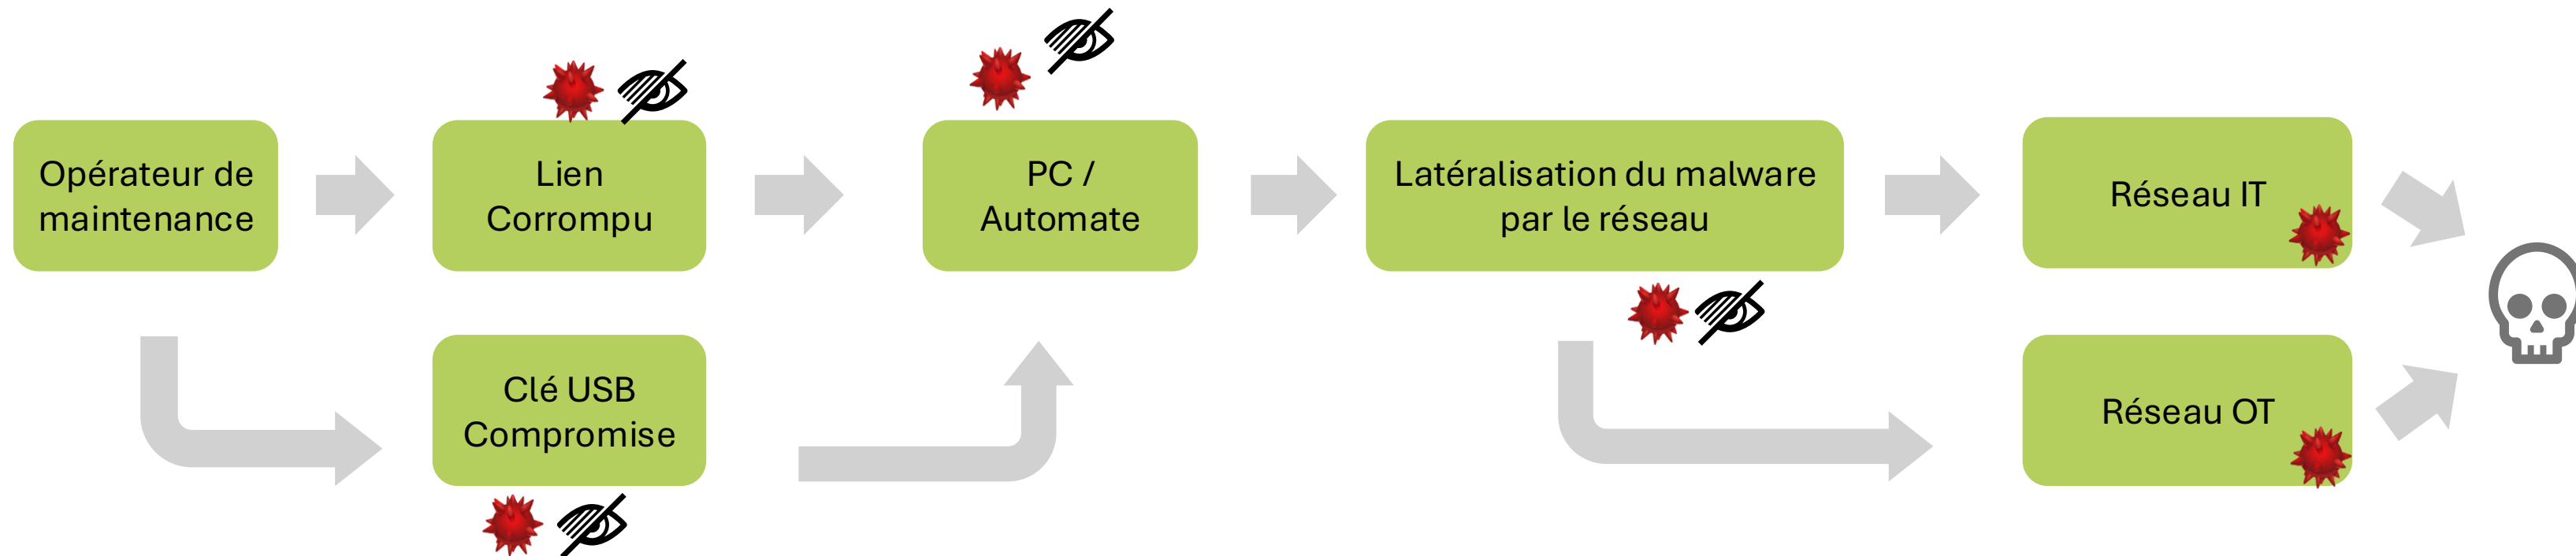 Opérateur de
maintenance
Lien
Corrompu
PC /
Automate
Latéralisation du malware
par le réseau
Réseau IT
Clé USB
Compromise
Réseau OT